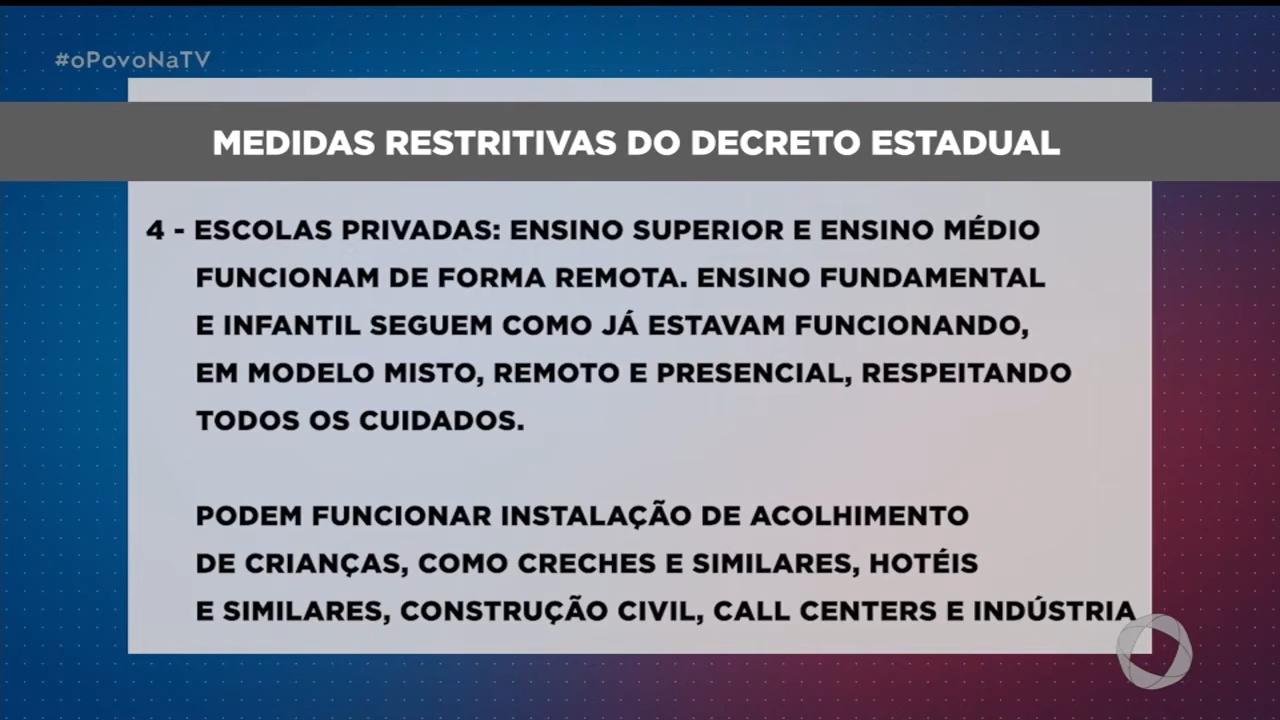 #oPovoNaTV
MEDIDAS RESTRITIVAS DO DECRETO ESTADUAL
4 - ESCOLAS PRIVADAS: ENSINO SUPERIOR E ENSINO MÉDIO
FUNCIONAM DE FORMA REMOTA. ENSINO FUNDAMENTAL
E INFANTIL SEGUEM COMO JÁ ESTAVAM FUNCIONANDO,
EM MODELO MISTO, REMOTO E PRESENCIAL, RESPEITANDO
TODOS OS CUIDADOS.
PODEM FUNCIONAR INSTALAÇÃO DE ACOLHIMENTO
DE CRIANÇAS, COMO CRECHES E SIMILARES, HOTÉIS
E SIMILARES, CONSTRUÇÃO CIVIL, CALL CENTERS E INDÚSTRIA